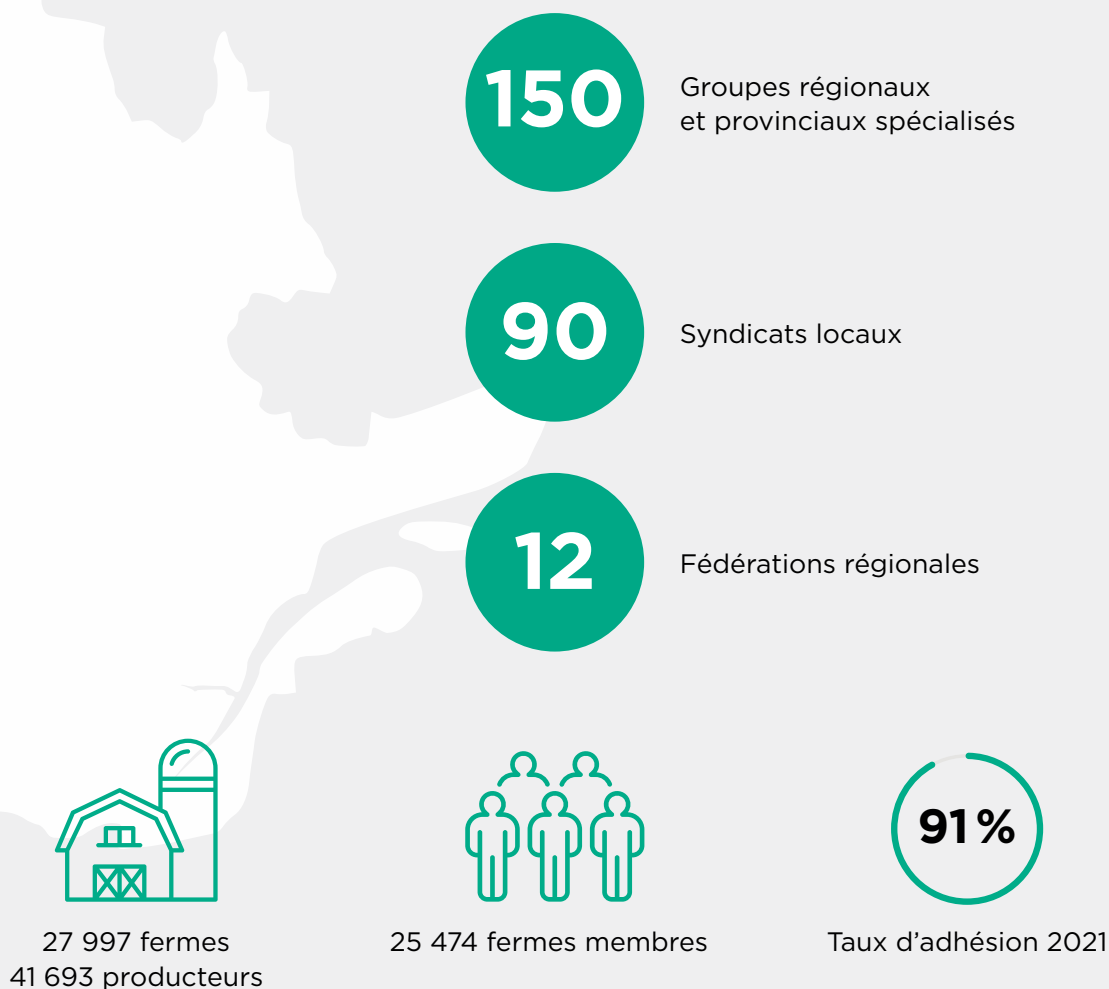 150
Groupes régionaux
et provinciaux spécialisés
90
Syndicats locaux
12
Fédérations régionales
27 997 fermes
41 693 producteurs
25 474 fermes membres
91 %
Taux d’adhésion 2021